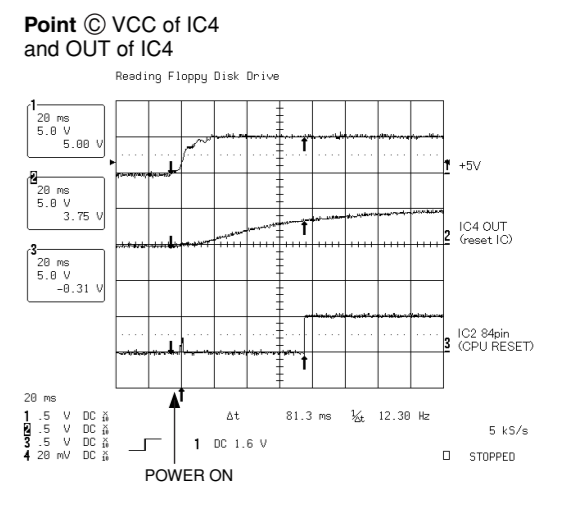 Point Ⓒ VCC of IC4
and OUT of IC4
Reading Floppy Disk Drive
1
20 ms
5.0 V
5.00 V
2
20 ms
5.0 V
3.75 V
3
20 ms
5.0 V
-0.31 V
1 +5V
2 IC4 OUT
(reset IC)
3 IC2 84pin
(CPU RESET)
20 ms
1 .5 V DC
2 .5 V DC
3 .5 V DC
4 20 mV DC
Δt 81.3 ms 1/Δt 12.30 Hz
1 DC 1.6 V
5 kS/s
STOPPED
POWER ON